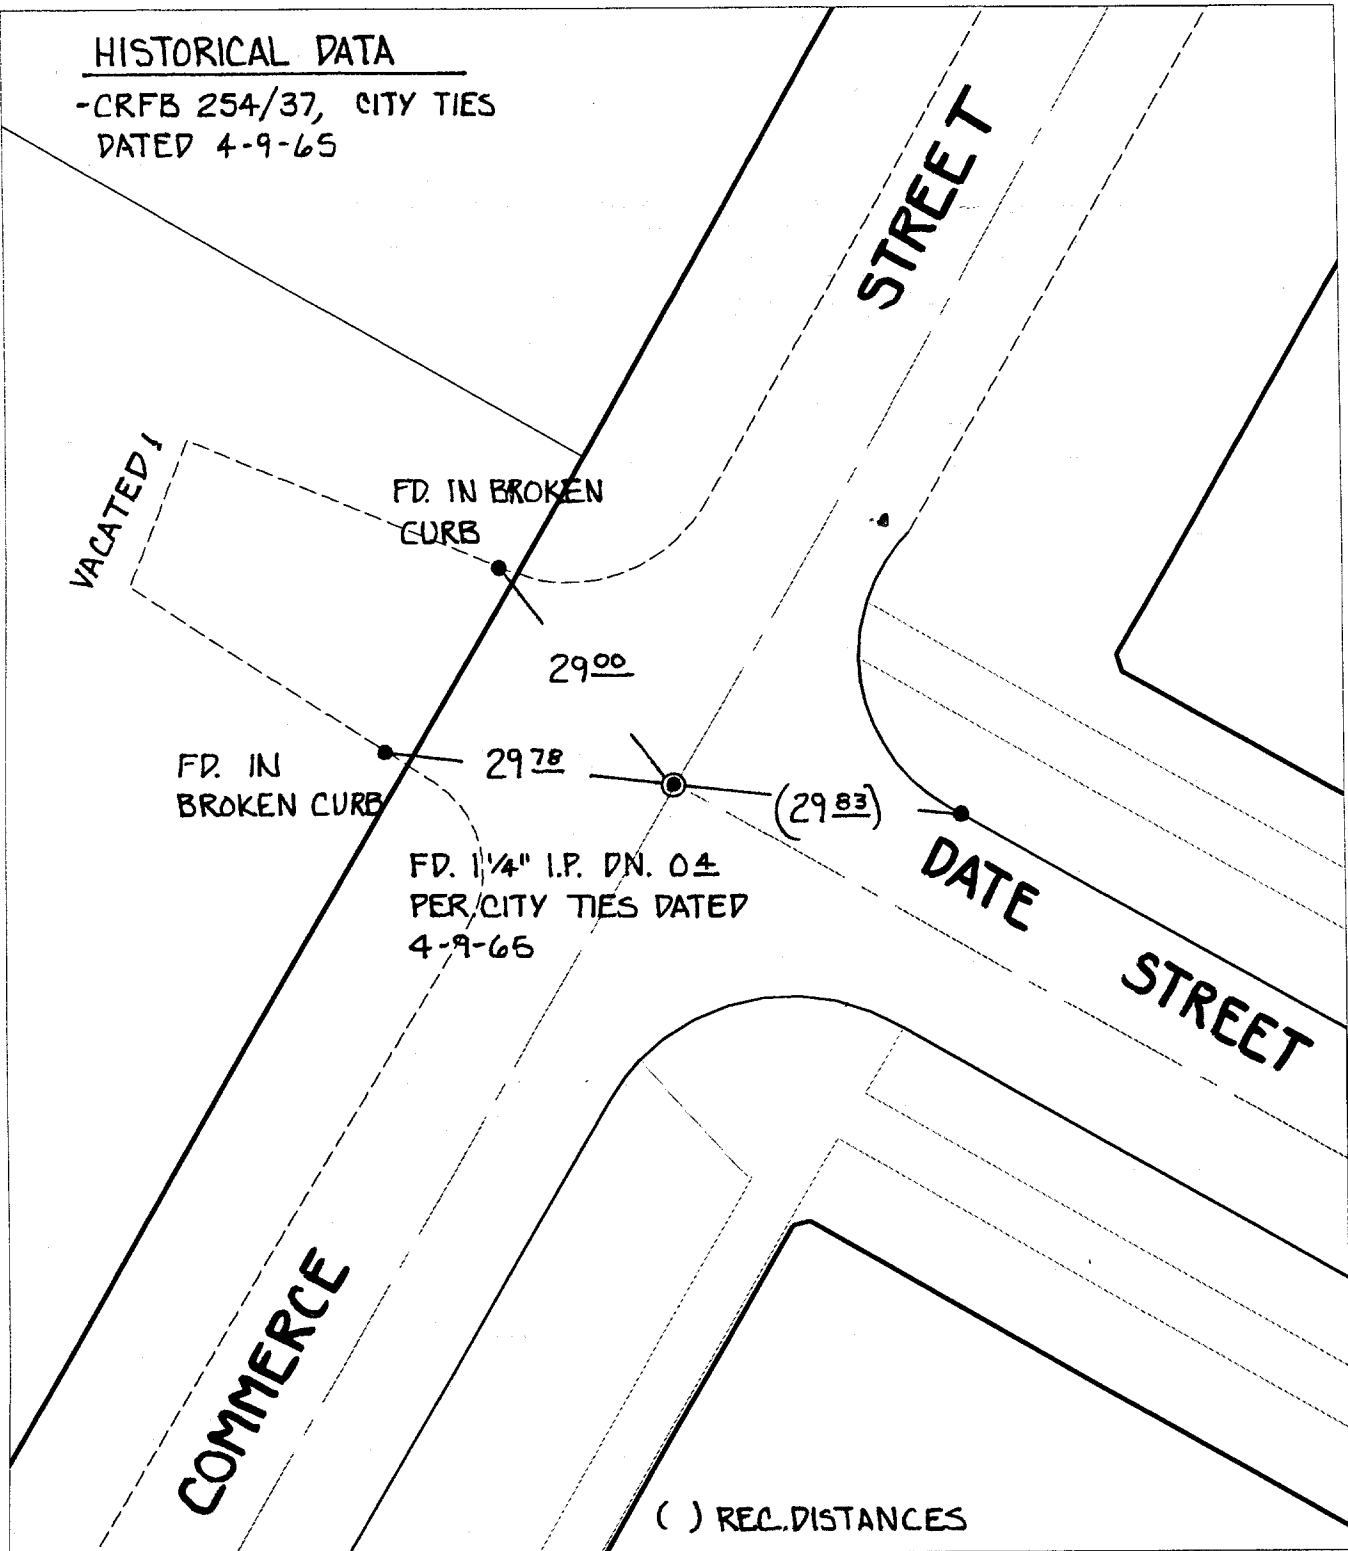 HISTORICAL DATA
-CRFB 254/37, CITY TIES
DATED 4-9-65
STREET
VACATED
FD. IN BROKEN
CURB
29 00
FD. IN
BROKEN CURB
29 78
(29 83)
FD. 1 1/4" I.P. DN. 0 4
PER CITY TIES DATED
4-9-65
DATE STREET
COMMERCE
( ) REC. DISTANCES